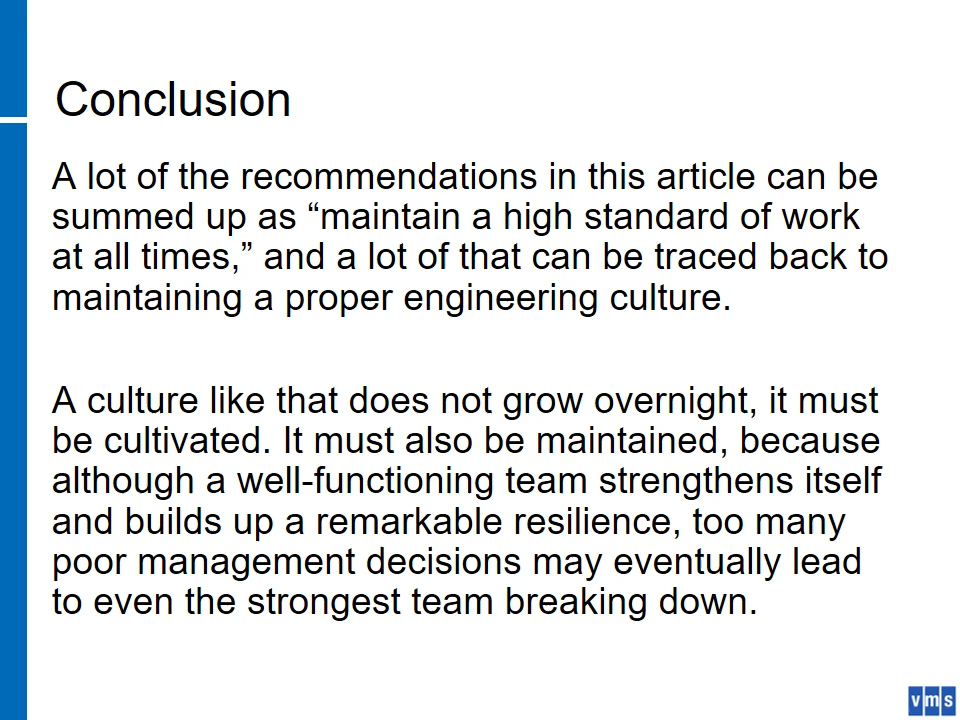 Conclusion
A lot of the recommendations in this article can be
summed up as “maintain a high standard of work
at all times,” and a lot of that can be traced back to
maintaining a proper engineering culture.
A culture like that does not grow overnight, it must
be cultivated. It must also be maintained, because
although a well-functioning team strengthens itself
and builds up a remarkable resilience, too many
poor management decisions may eventually lead
to even the strongest team breaking down.
vms